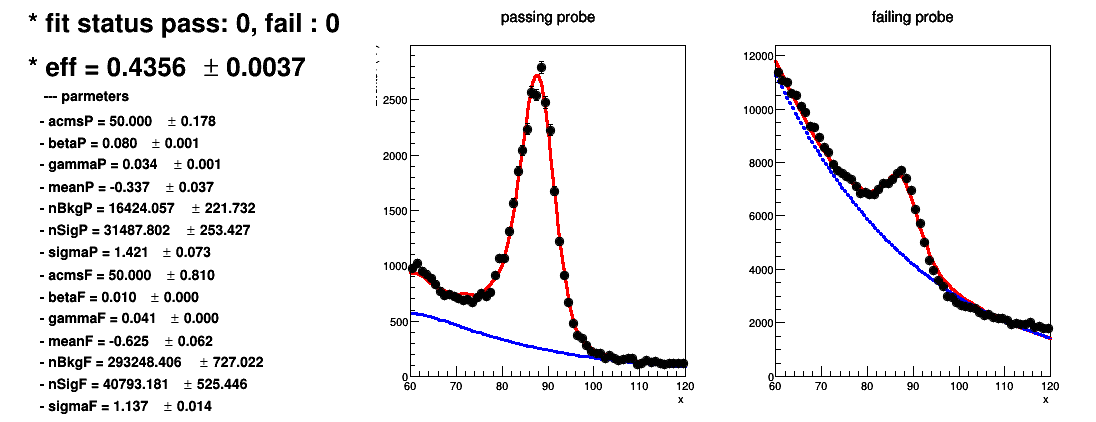 * fit status pass: 0, fail : 0
* eff = 0.4356 ± 0.0037
--- parmeters
- acmsP = 50.000 ± 0.178
- betaP = 0.080 ± 0.001
- gammaP = 0.034 ± 0.001
- meanP = -0.337 ± 0.037
- nBkgP = 16424.057 ± 221.732
- nSigP = 31487.802 ± 253.427
- sigmaP = 1.421 ± 0.073
- acmsF = 50.000 ± 0.810
- betaF = 0.010 ± 0.000
- gammaF = 0.041 ± 0.000
- meanF = -0.625 ± 0.062
- nBkgF = 293248.406 ± 727.022
- nSigF = 40793.181 ± 525.446
- sigmaF = 1.137 ± 0.014
passing probe
2500
2000
1500
1000
500
0
60 70 80 90 100 110 120
x
failing probe
12000
10000
8000
6000
4000
2000
0
60 70 80 90 100 110 120
x